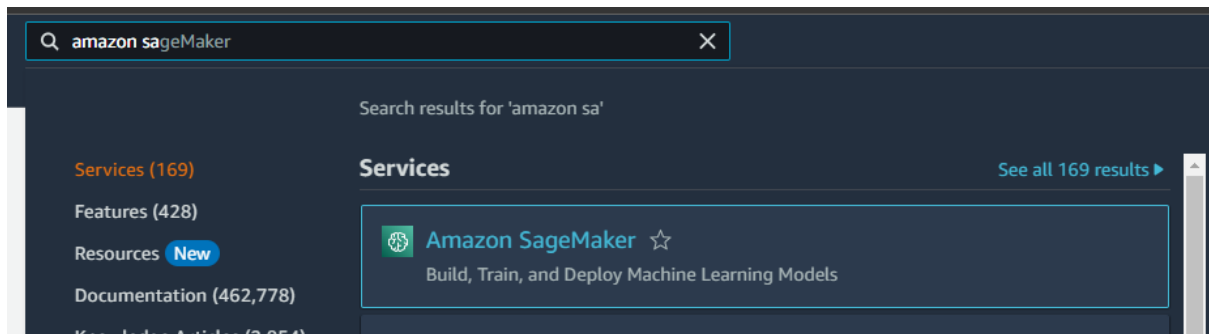 amazon sageMaker
Search results for 'amazon sa'
Services (169)
Features (428)
Resources New
Documentation (462,778)
Services
See all 169 results
Amazon SageMaker
Build, Train, and Deploy Machine Learning Models